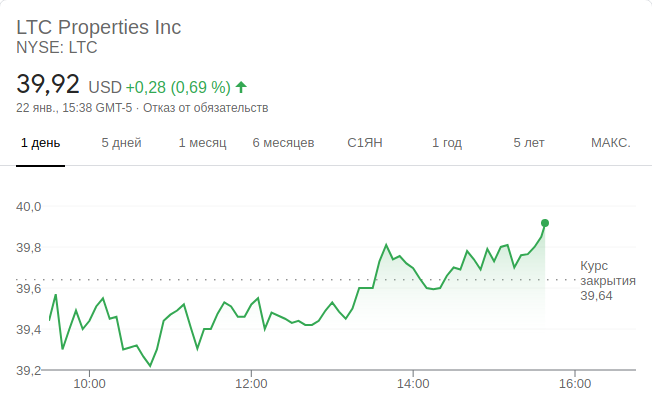 LTC Properties Inc
NYSE: LTC
39,92 USD +0,28 (0,69 %)
22 янв., 15:38 GMT-5 · Отказ от обязательств
1 день 5 дней 1 месяц 6 месяцев С1ЯН 1 год 5 лет МАКС.
40,0
39,8
39,6
39,4
39,2
Курс
закрытия
39,64
10:00 12:00 14:00 16:00